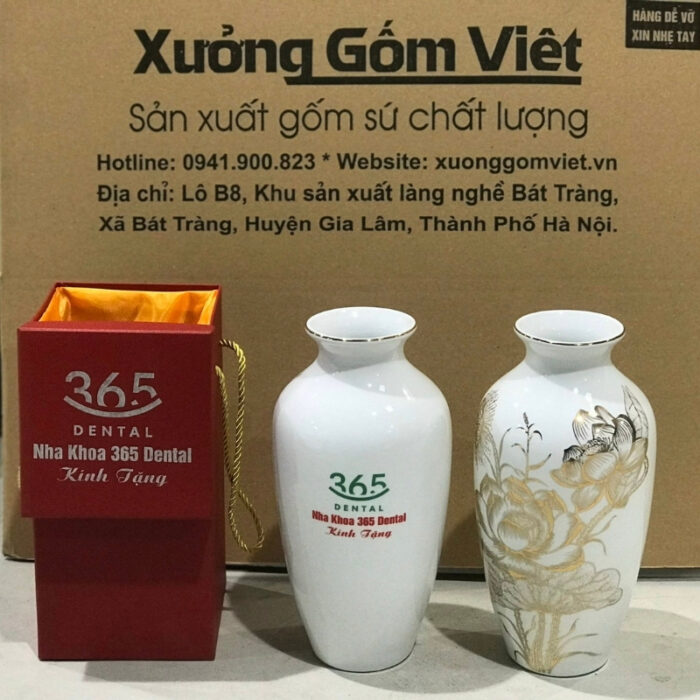 HÀNG DỄ VỠ
XIN NHẸ TAY
Xưởng Gốm Việt
Sản xuất gốm sứ chất lượng
Hotline: 0941.900.823 * Website: xuonggomviet.vn
Địa chỉ: Lô B8, Khu sản xuất làng nghề Bát Tràng,
Xã Bát Tràng, Huyện Gia Lâm, Thành Phố Hà Nội.
365
DENTAL
Nha Khoa 365 Dental
Kính Tặng
365
DENTAL
Nha Khoa 365 Dental
Kính Tặng